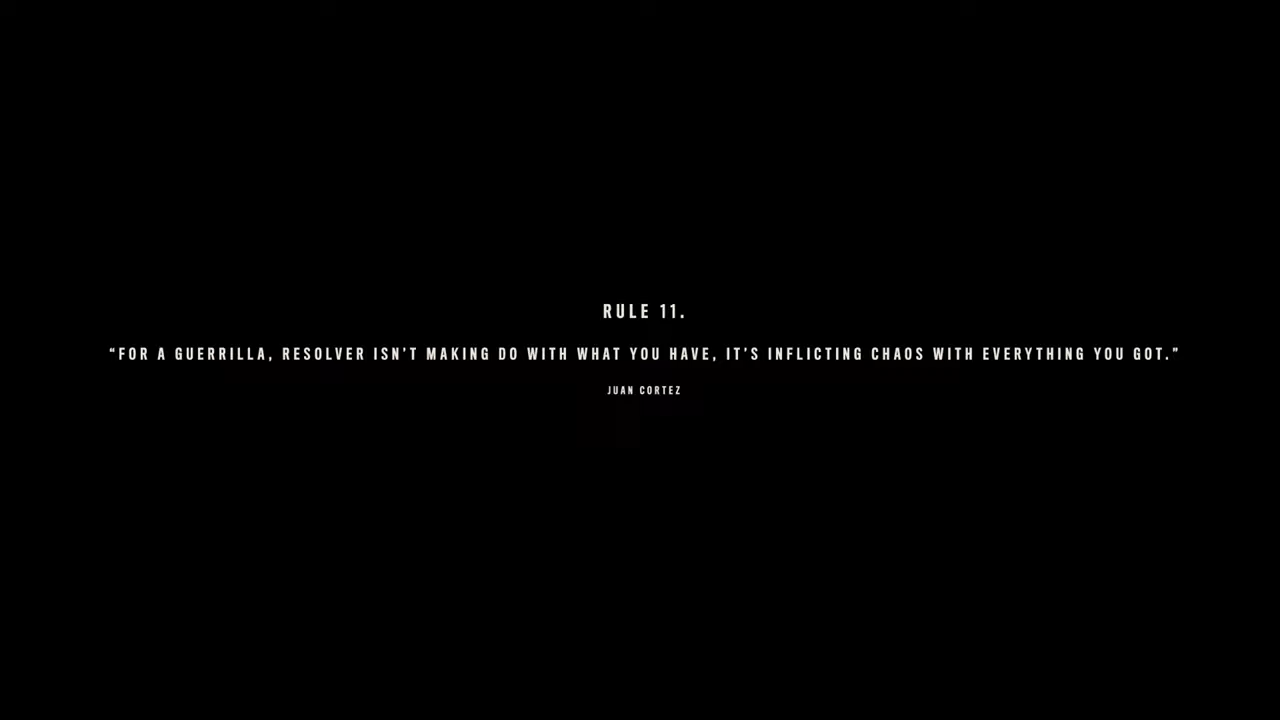 RULE 11.
“FOR A GUERRILLA, RESOLVER ISN’T MAKING DO WITH WHAT YOU HAVE, IT’S INFLICTING CHAOS WITH EVERYTHING YOU GOT.”
JUAN CORTEZ